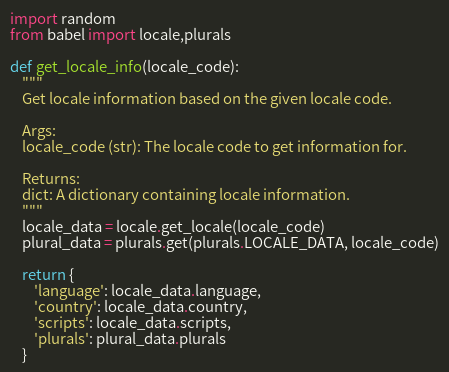 import random
from babel import locale,plurals

def get_locale_info(locale_code):
    """
    Get locale information based on the given locale code.

    Args:
    locale_code (str): The locale code to get information for.

    Returns:
    dict: A dictionary containing locale information.
    """
    locale_data = locale.get_locale(locale_code)
    plural_data = plurals.get(plurals.LOCALE_DATA, locale_code)

    return {
        'language': locale_data.language,
        'country': locale_data.country,
        'scripts': locale_data.scripts,
        'plurals': plural_data.plurals
    }